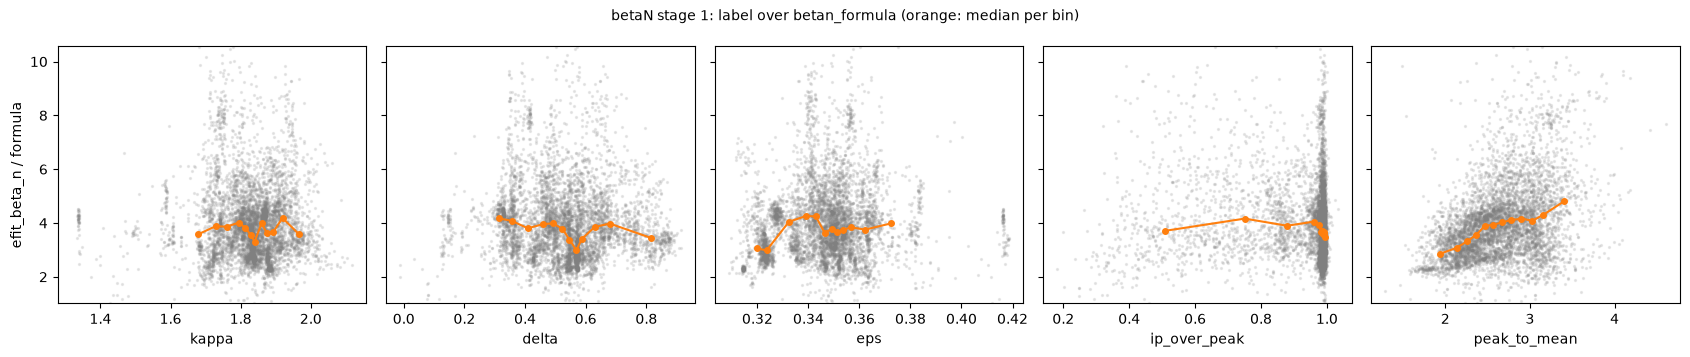 betaN stage 1: label over betan_formula (orange: median per bin)
efit_beta_n / formula
10
8
6
4
2
1.4 1.6 1.8 2.0
kappa
0.0 0.2 0.4 0.6 0.8
delta
0.32 0.34 0.36 0.38 0.40 0.42
eps
0.2 0.4 0.6 0.8 1.0
ip_over_peak
2 3 4
peak_to_mean